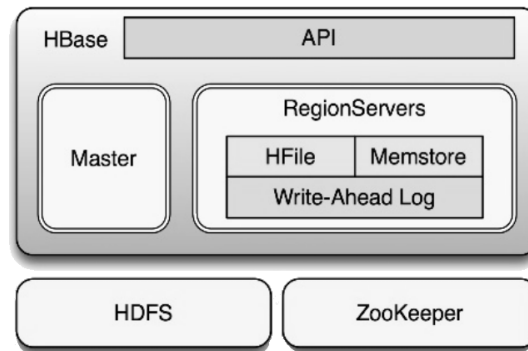 HBase
API
Master
RegionServers
HFile
Memstore
Write-Ahead Log
HDFS
ZooKeeper